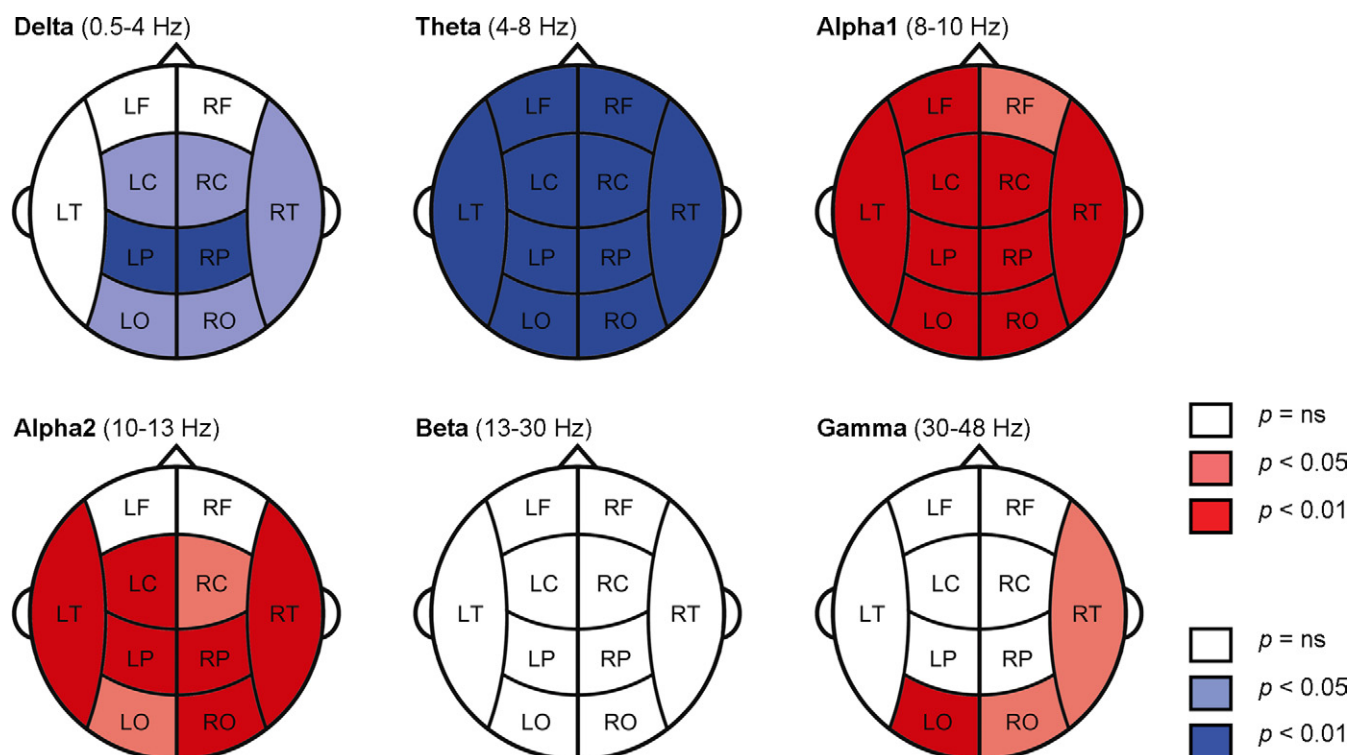 Delta (0.5-4 Hz)
Theta (4-8 Hz)
Alpha1 (8-10 Hz)
LF RF
LC RC
LT RT
LP RP
LO RO
LF RF
LC RC
LT RT
LP RP
LO RO
LF RF
LC RC
LT RT
LP RP
LO RO
Alpha2 (10-13 Hz)
Beta (13-30 Hz)
Gamma (30-48 Hz)
LF RF
LC RC
LT RT
LP RP
LO RO
LF RF
LC RC
LT RT
LP RP
LO RO
LF RF
LC RC
LT RT
LP RP
LO RO
p = ns
p < 0.05
p < 0.01
p = ns
p < 0.05
p < 0.01